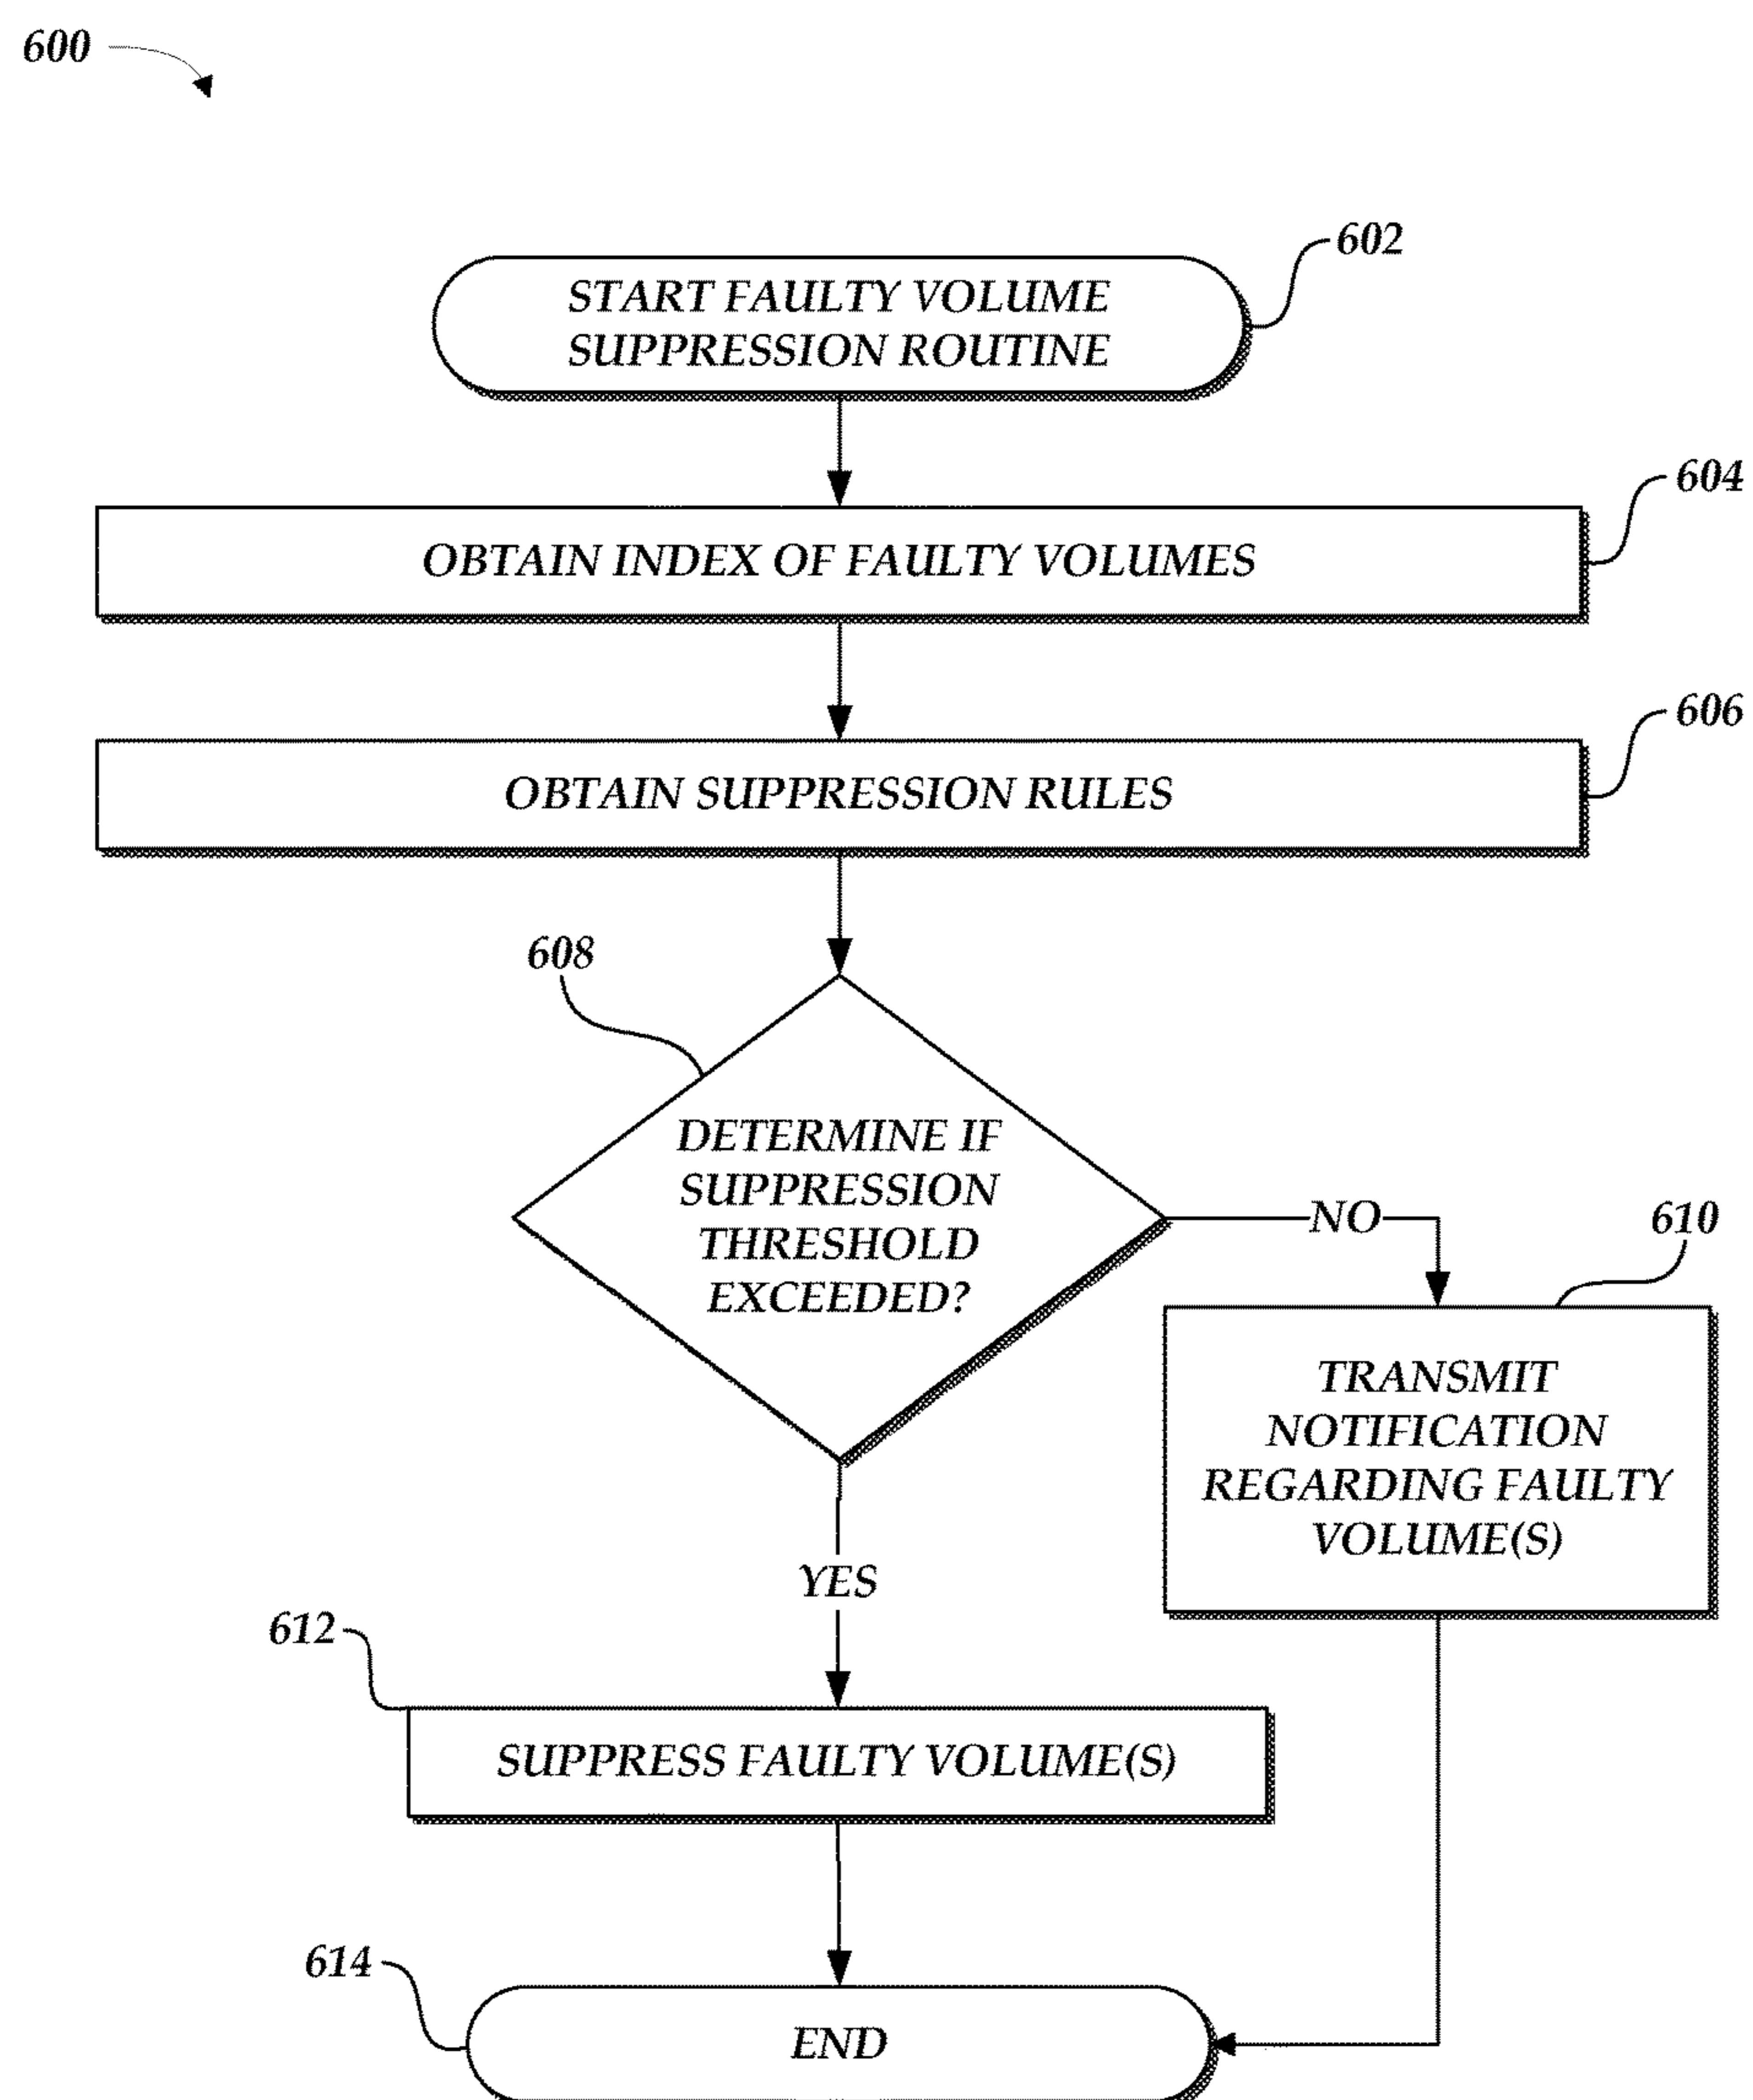 600
602
START FAULTY VOLUME
SUPPRESSION ROUTINE
604
OBTAIN INDEX OF FAULTY VOLUMES
606
OBTAIN SUPPRESSION RULES
608
DETERMINE IF
SUPPRESSION
THRESHOLD
EXCEEDED?
NO
610
TRANSMIT
NOTIFICATION
REGARDING FAULTY
VOLUME(S)
YES
612
SUPPRESS FAULTY VOLUME(S)
614
END